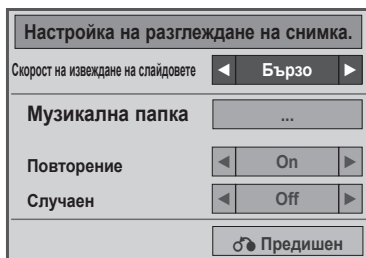 Настройка на разглеждане на снимка.
Скорост на извеждане на слайдовете ◀ Бързо ▶
Музикална папка ...
Повторение ◀ On ▶
Случаен ◀ Off ▶
Предишен